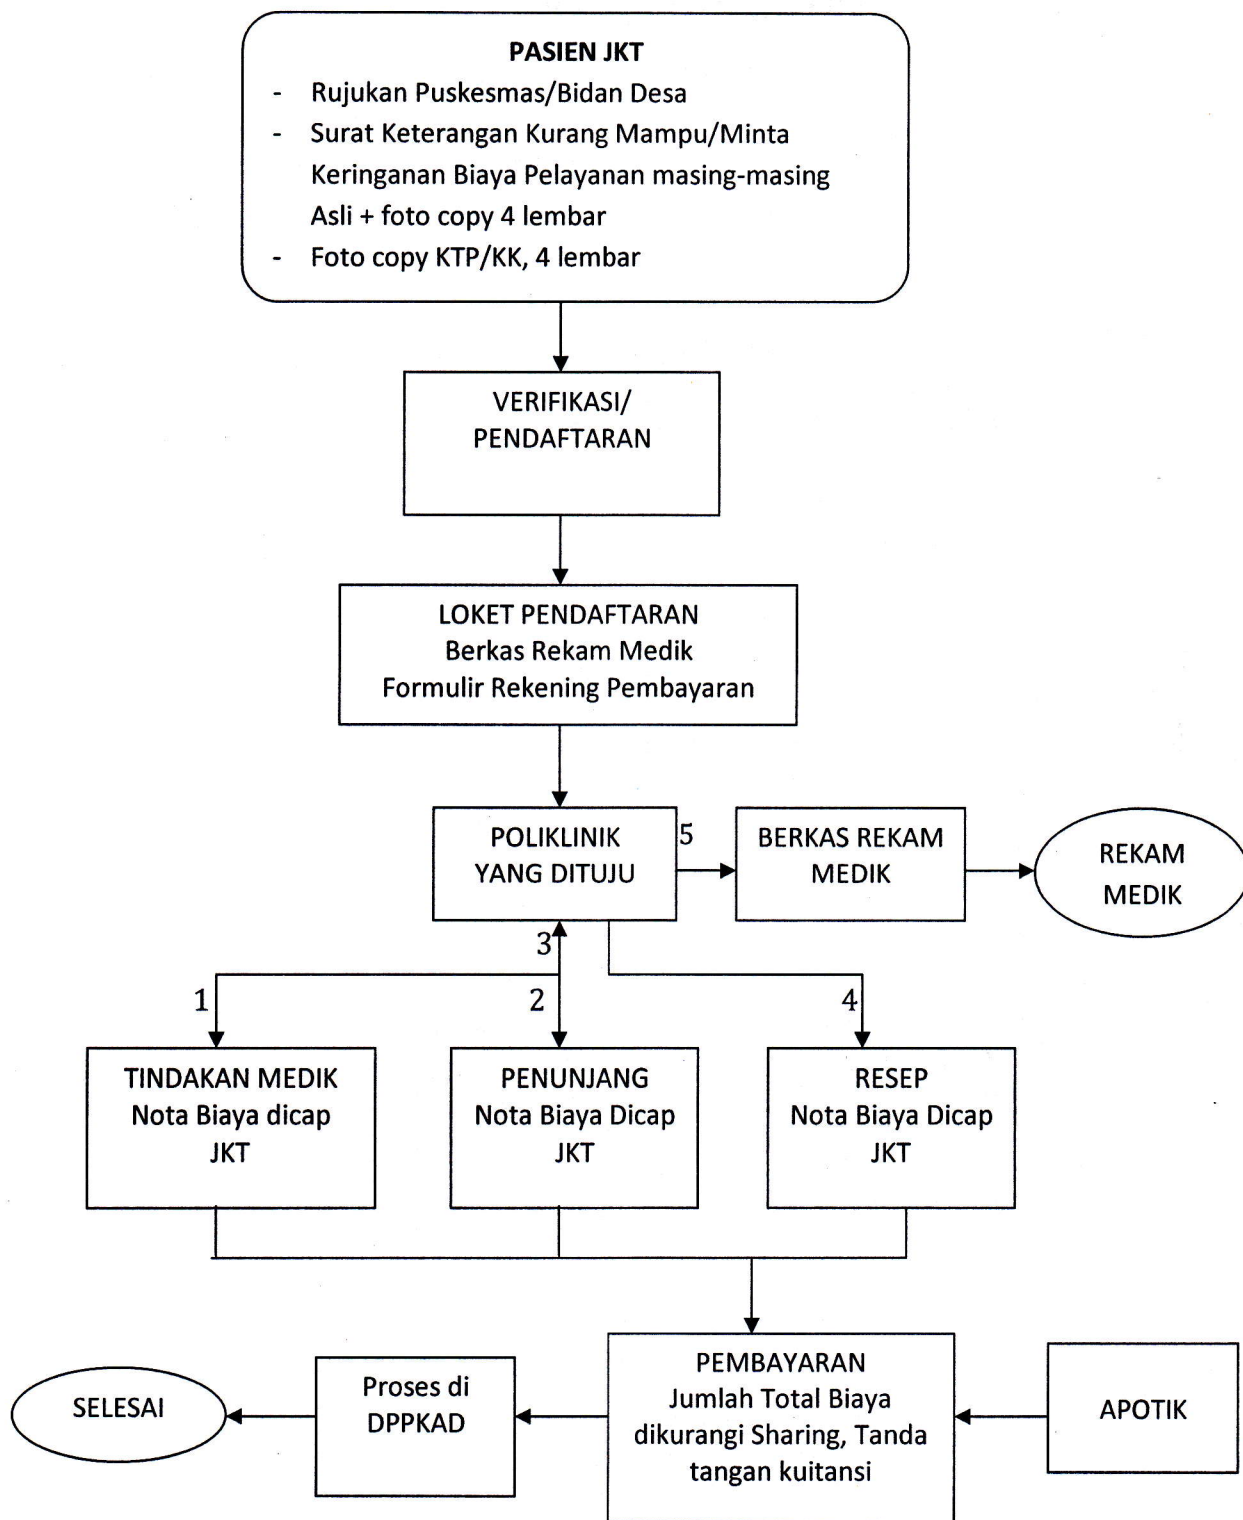 PASIEN JKT
- Rujukan Puskesmas/Bidan Desa
- Surat Keterangan Kurang Mampu/Minta
Keringanan Biaya Pelayanan masing-masing
Asli + foto copy 4 lembar
- Foto copy KTP/KK, 4 lembar
VERIFIKASI/
PENDAFTARAN
LOKET PENDAFTARAN
Berkas Rekam Medik
Formulir Rekening Pembayaran
POLIKLINIK
YANG DITUJU
5
BERKAS REKAM
MEDIK
REKAM
MEDIK
3
1
2
4
TINDAKAN MEDIK
Nota Biaya dicap
JKT
PENUNJANG
Nota Biaya Dicap
JKT
RESEP
Nota Biaya Dicap
JKT
SELESAI
Proses di
DPPKAD
PEMBAYARAN
Jumlah Total Biaya
dikurangi Sharing, Tanda
tangan kuitansi
APOTIK